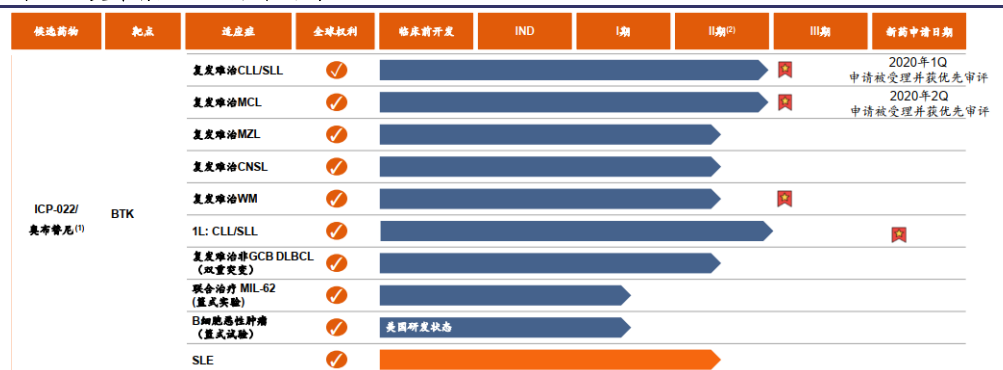 候选药物 靶点 适应症 全球权利 临床前开发 IND I期 II期(2) III期 新药申请日期
复发难治CLL/SLL
2020年1Q
申请被受理并获优先审评
复发难治MCL
2020年2Q
申请被受理并获优先审评
复发难治MZL
复发难治CNSL
复发难治WM
ICP-022/
奥布替尼(1)
BTK
1L: CLL/SLL
复发难治非GCB DLBCL
（双重突变）
联合治疗 MIL-62
(篮式实验)
B细胞恶性肿瘤
（篮式试验）
美国研发状态
SLE